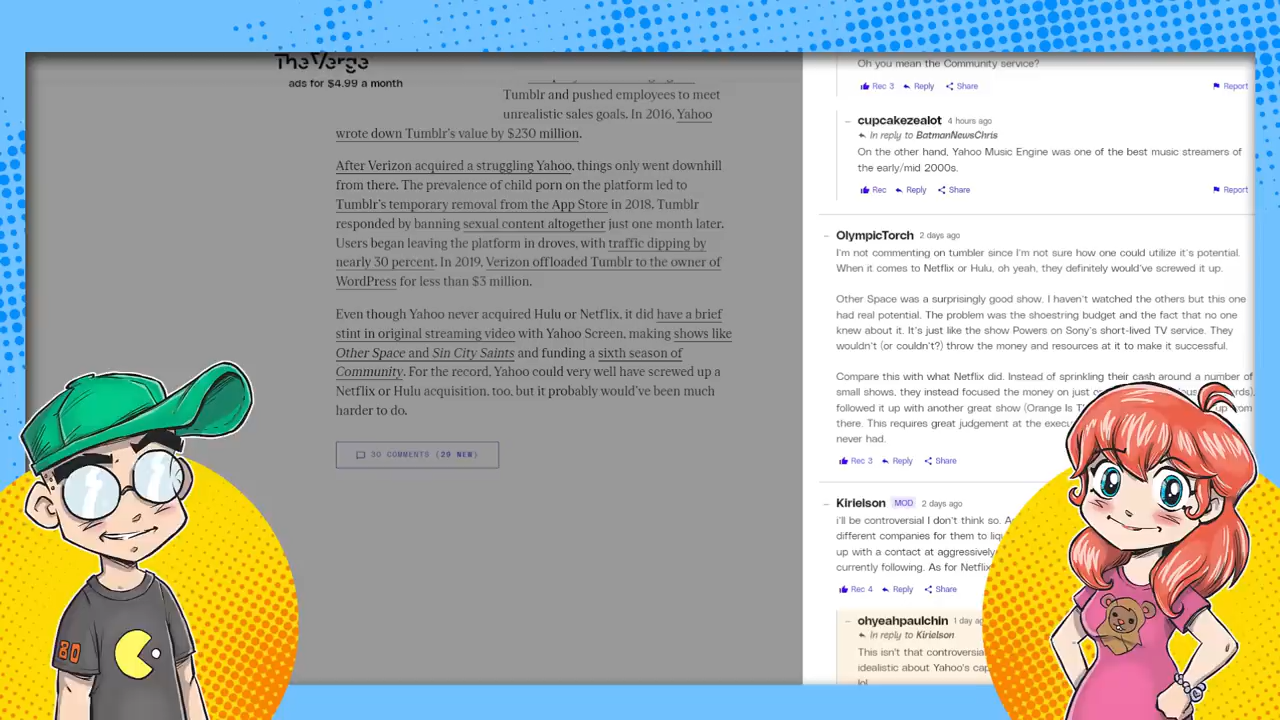 The Verge
ads for $4.99 a month
Tumblr and pushed employees to meet
unrealistic sales goals. In 2016, Yahoo
wrote down Tumblr's value by $230 million.
After Verizon acquired a struggling Yahoo, things only went downhill
from there. The prevalence of child porn on the platform led to
Tumblr's temporary removal from the App Store in 2018. Tumblr
responded by banning sexual content altogether just one month later.
Users began leaving the platform in droves, with traffic dipping by
nearly 30 percent. In 2019, Verizon offloaded Tumblr to the owner of
WordPress for less than $3 million.
Even though Yahoo never acquired Hulu or Netflix, it did have a brief
stint in original streaming video with Yahoo Screen, making shows like
Other Space and Sin City Saints and funding a sixth season of
Community. For the record, Yahoo could very well have screwed up a
Netflix or Hulu acquisition, too, but it probably would've been much
harder to do.
30 COMMENTS (29 NEW)
Oh you mean the Community service?
Rec 3 Reply Share Report
cupcakezealot 4 hours ago
In reply to BatmanNewsChris
On the other hand, Yahoo Music Engine was one of the best music streamers of
the early/mid 2000s.
Rec Reply Share Report
OlympicTorch 2 days ago
I'm not commenting on tumbler since I'm not sure how one could utilize it's potential.
When it comes to Netflix or Hulu, oh yeah, they definitely would've screwed it up.
Other Space was a surprisingly good show. I haven't watched the others but this one
had real potential. The problem was the shoestring budget and the fact that no one
knew about it. It's just like the show Powers on Sony's short-lived TV service. They
wouldn't (or couldn't?) throw the money and resources at it to make it successful.
Compare this with what Netflix did. Instead of sprinkling their cash around a number of
small shows, they instead focused the money on just
followed it up with another great show (Orange Is up from
there. This requires great judgement at the
never had.
Rec 3 Reply Share
Kirielson MOD 2 days ago
i'll be controversial I don't think so.
different companies for them to
up with a contact at aggressively
currently following. As for Netflix
Rec 4 Reply Share
ohyeahpaulchin 1 day
In reply to Kirielson
This isn't that controversial
idealistic about Yahoo's
lol
80